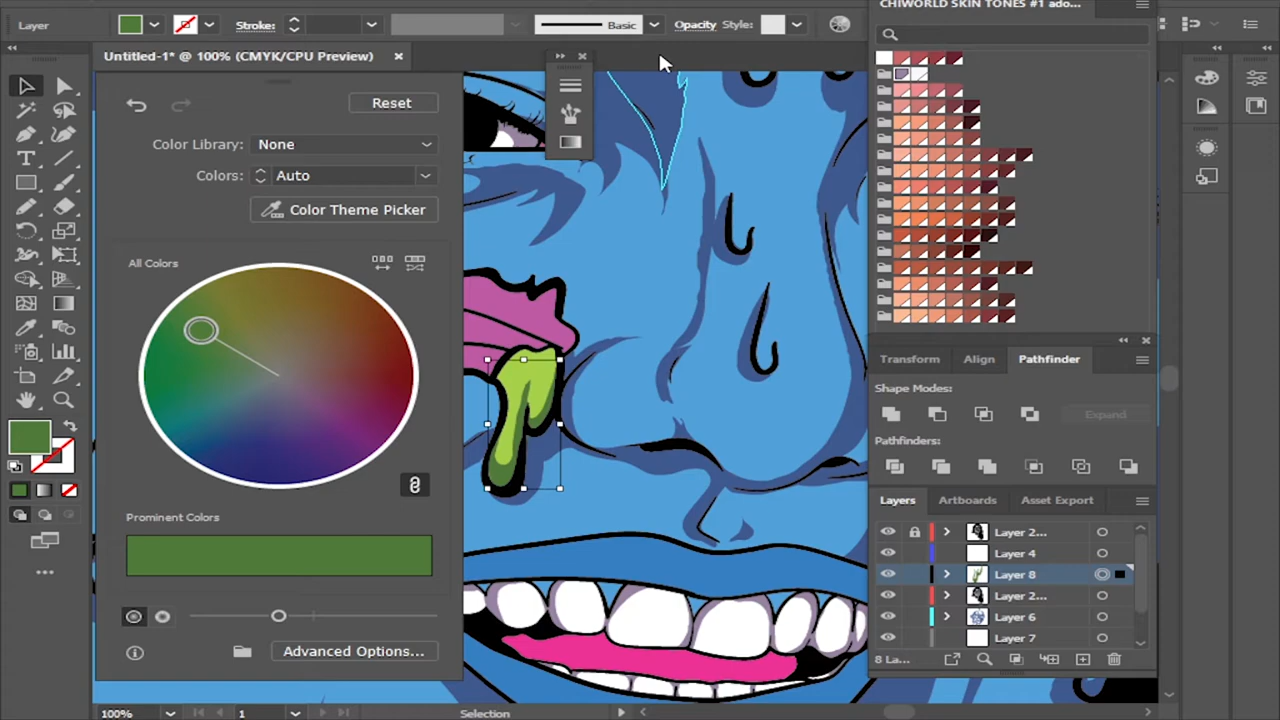 CHIWORLD SKIN TONES #1 ado...
Layer
Stroke:
Basic
Opacity
Style:
Untitled-1* @ 100% (CMYK/CPU Preview)
Reset
Color Library:
None
Colors:
Auto
Color Theme Picker
All Colors
Transform
Align
Pathfinder
Shape Modes:
Expand
Pathfinders:
Layers
Artboards
Asset Export
Prominent Colors
Layer 2...
Layer 4
Layer 8
Layer 2...
Layer 6
Layer 7
Advanced Options...
8 La...
100%
1
Selection